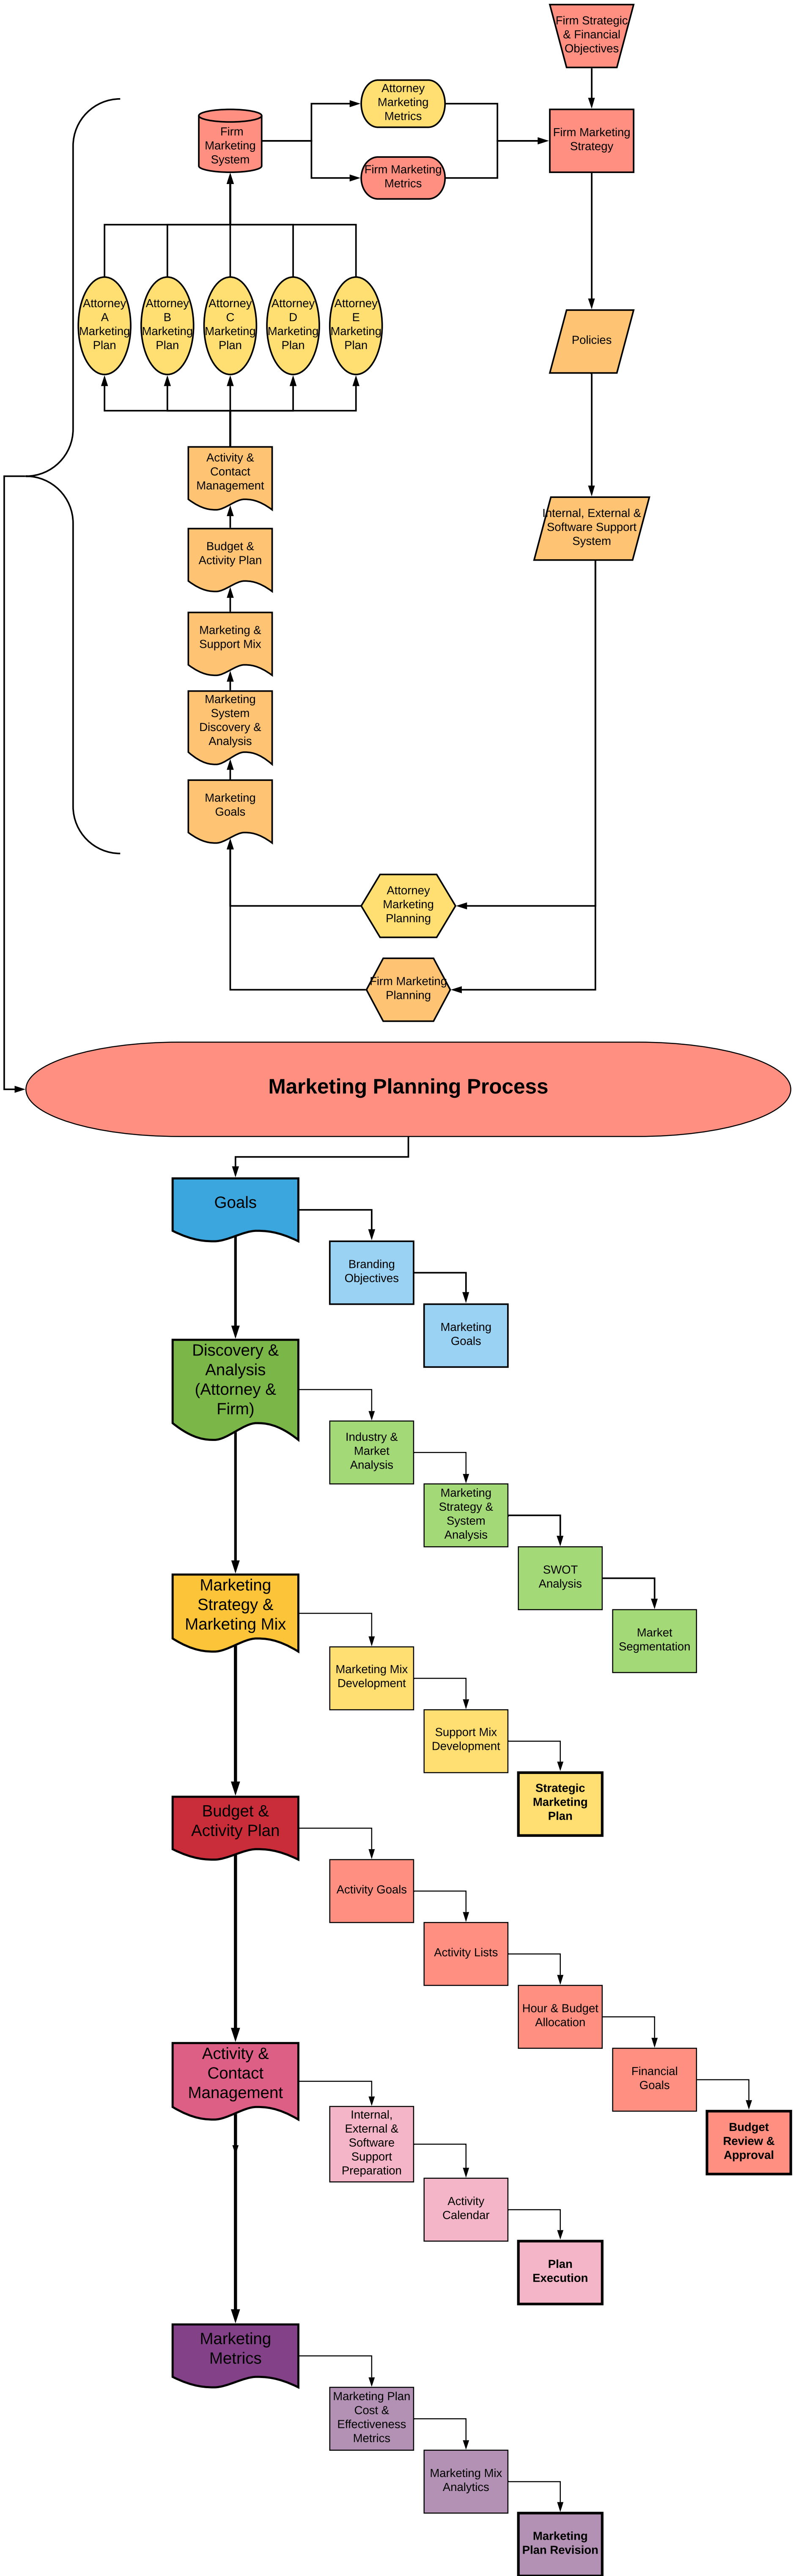 Firm Strategic
& Financial
Objectives
Attorney
Marketing
Metrics
Firm
Marketing
System
Firm Marketing
Strategy
Firm Marketing
Metrics
Attorney
A
Marketing
Plan
Attorney
B
Marketing
Plan
Attorney
C
Marketing
Plan
Attorney
D
Marketing
Plan
Attorney
E
Marketing
Plan
Policies
Activity &
Contact
Management
Internal, External &
Software Support
System
Budget &
Activity Plan
Marketing &
Support Mix
Marketing
System
Discovery &
Analysis
Marketing
Goals
Attorney
Marketing
Planning
Firm Marketing
Planning
Marketing Planning Process
Goals
Branding
Objectives
Marketing
Goals
Discovery &
Analysis
(Attorney &
Firm)
Industry &
Market
Analysis
Marketing
Strategy &
System
Analysis
SWOT
Analysis
Market
Segmentation
Marketing
Strategy &
Marketing Mix
Marketing Mix
Development
Support Mix
Development
Strategic
Marketing
Plan
Budget &
Activity Plan
Activity Goals
Activity Lists
Hour & Budget
Allocation
Financial
Goals
Budget
Review &
Approval
Activity &
Contact
Management
Internal,
External &
Software
Support
Preparation
Activity
Calendar
Plan
Execution
Marketing
Metrics
Marketing Plan
Cost &
Effectiveness
Metrics
Marketing Mix
Analytics
Marketing
Plan Revision